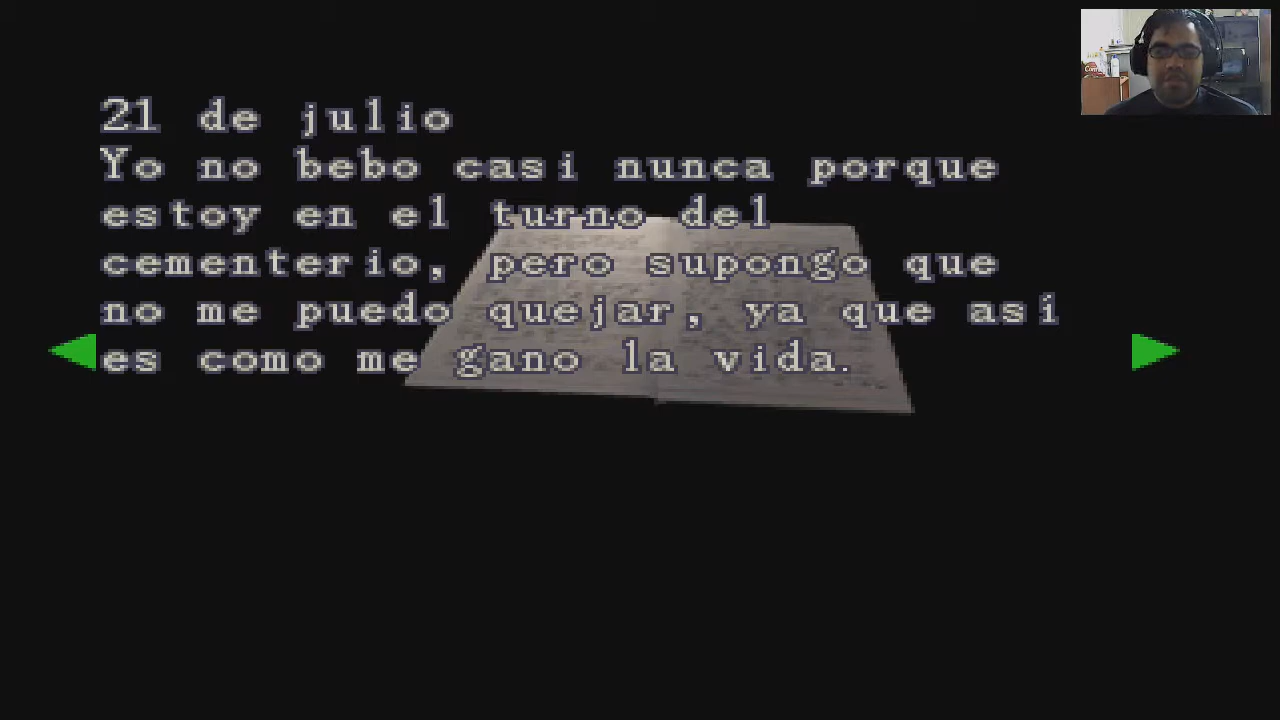 21 de julio
Yo no bebo casi nunca porque
estoy en el turno del
cementerio, pero supongo que
no me puedo quejar, ya que asi
es como me gano la vida.